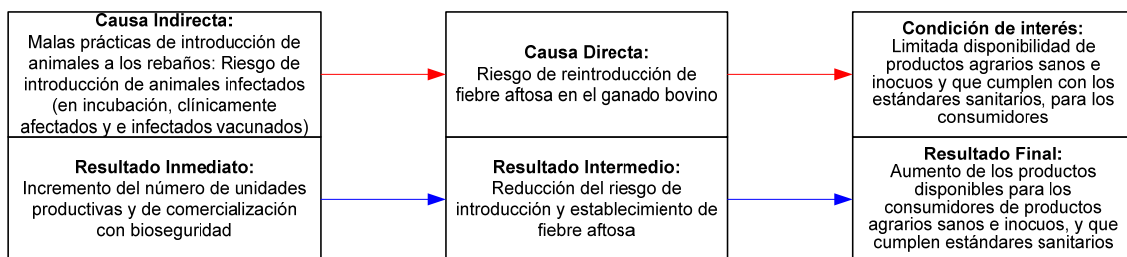 Causa Indirecta:
Malas prácticas de introducción de
animales a los rebaños: Riesgo de
introducción de animales infectados
(en incubación, clínicamente
afectados y e infectados vacunados)
Causa Directa:
Riesgo de reintroducción de
fiebre aftosa en el ganado bovino
Condición de interés:
Limitada disponibilidad de
productos agrarios sanos e
inocuos y que cumplen con los
estándares sanitarios, para los
consumidores
Resultado Inmediato:
Incremento del número de unidades
productivas y de comercialización
con bioseguridad
Resultado Intermedio:
Reducción del riesgo de
introducción y establecimiento de
fiebre aftosa
Resultado Final:
Aumento de los productos
disponibles para los
consumidores de productos
agrarios sanos e inocuos, y que
cumplen estándares sanitarios